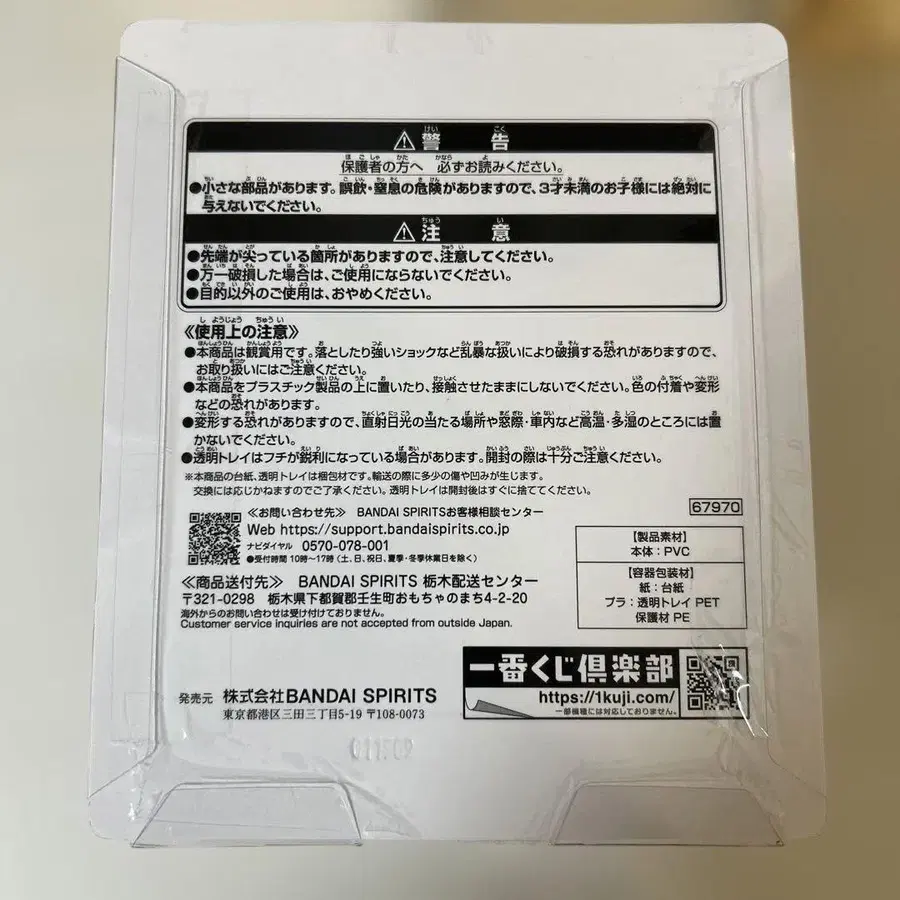 ⚠警告
保護者の方へ 必ずお読みください。
●小さな部品があります。誤飲・窒息の危険がありますので、3才未満のお子様には絶対に
与えないでください。
⚠注意
●先端が尖っている箇所がありますので、注意してください。
●万一破損した場合は、ご使用にならないでください。
●目的以外のご使用は、おやめください。
《使用上の注意》
●本商品は観賞用です。落としたり強いショックなど乱暴な扱いにより破損する恐れがありますので、
お取り扱いにはご注意ください。
●本商品をプラスチック製品の上に置いたり、接触させたままにしないでください。色の付着や変形
などの恐れがあります。
●変形する恐れがありますので、直射日光の当たる場所や窓際・車内など高温・多湿のところには置
かないでください。
●透明トレイはフチが鋭利になっている場合があります。開封の際は十分ご注意ください。
※本商品の台紙、透明トレイは梱包材です。輸送の際に多少の傷や凹みが生じます。
交換には応じかねますのでご了承ください。透明トレイは開封後はすぐに捨ててください。
67970
≪お問い合わせ先≫ BANDAI SPIRITSお客様相談センター
Web https://support.bandaispirits.co.jp
ナビダイヤル 0570-078-001
●受付時間 10時〜17時(土、日、祝日、夏季・冬季休業日を除く)
≪商品送付先≫ BANDAI SPIRITS 栃木配送センター
〒321-0298 栃木県下都賀郡壬生町おもちゃのまち4-2-20
海外からのお問い合わせは受け付けておりません。
Customer service inquiries are not accepted from outside Japan.
【製品素材】
本体:PVC
【容器包装材】
紙:台紙
プラ:透明トレイ PET
保護材 PE
一番くじ倶楽部
https://1kuji.com/
一部機種には対応しておりません。
発売元 株式会社BANDAI SPIRITS
東京都港区三田三丁目5-19 〒108-0073